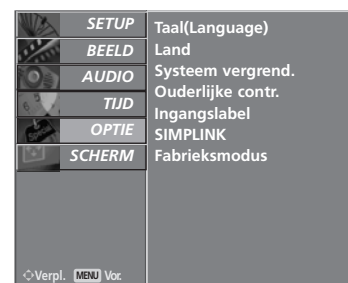 SETUP
BEELD
AUDIO
TIJD
OPTIE
SCHERM
Taal(Language)
Land
Systeem vergrend.
Ouderlijke contr.
Ingangslabel
SIMPLINK
Fabrieksmodus
Verpl. MENU Vor.